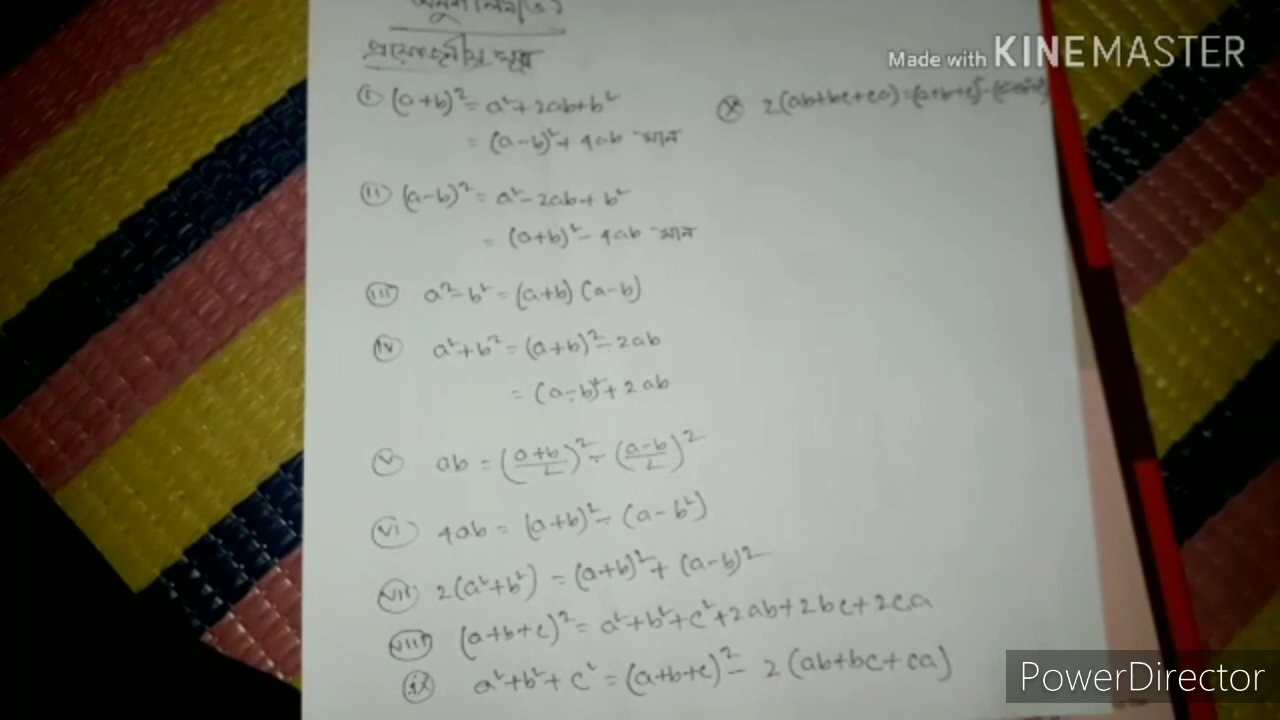 Made with KINEMASTER
প্রয়োজনীয় সূত্র
(i) (a+b)² = a²+2ab+b²
= (a-b)²+ 4ab মান
(x) 2(ab+bc+ca) = (a+b+c)² -
(ii) (a-b)² = a²-2ab+b²
= (a+b)² - 4ab মান
(iii) a²-b² = (a+b) (a-b)
(iv) a²+b² = (a+b)² - 2ab
= (a-b)² + 2ab
(v) ab = (a+b/2)² - (a-b/2)²
(vi) 4ab = (a+b)² - (a-b²)
(vii) 2(a²+b²) = (a+b)² + (a-b)²
(viii) (a+b+c)² = a²+b²+c²+2ab+2bc+2ca
(ix) a²+b²+c² = (a+b+c)² - 2(ab+bc+ca)
PowerDirector